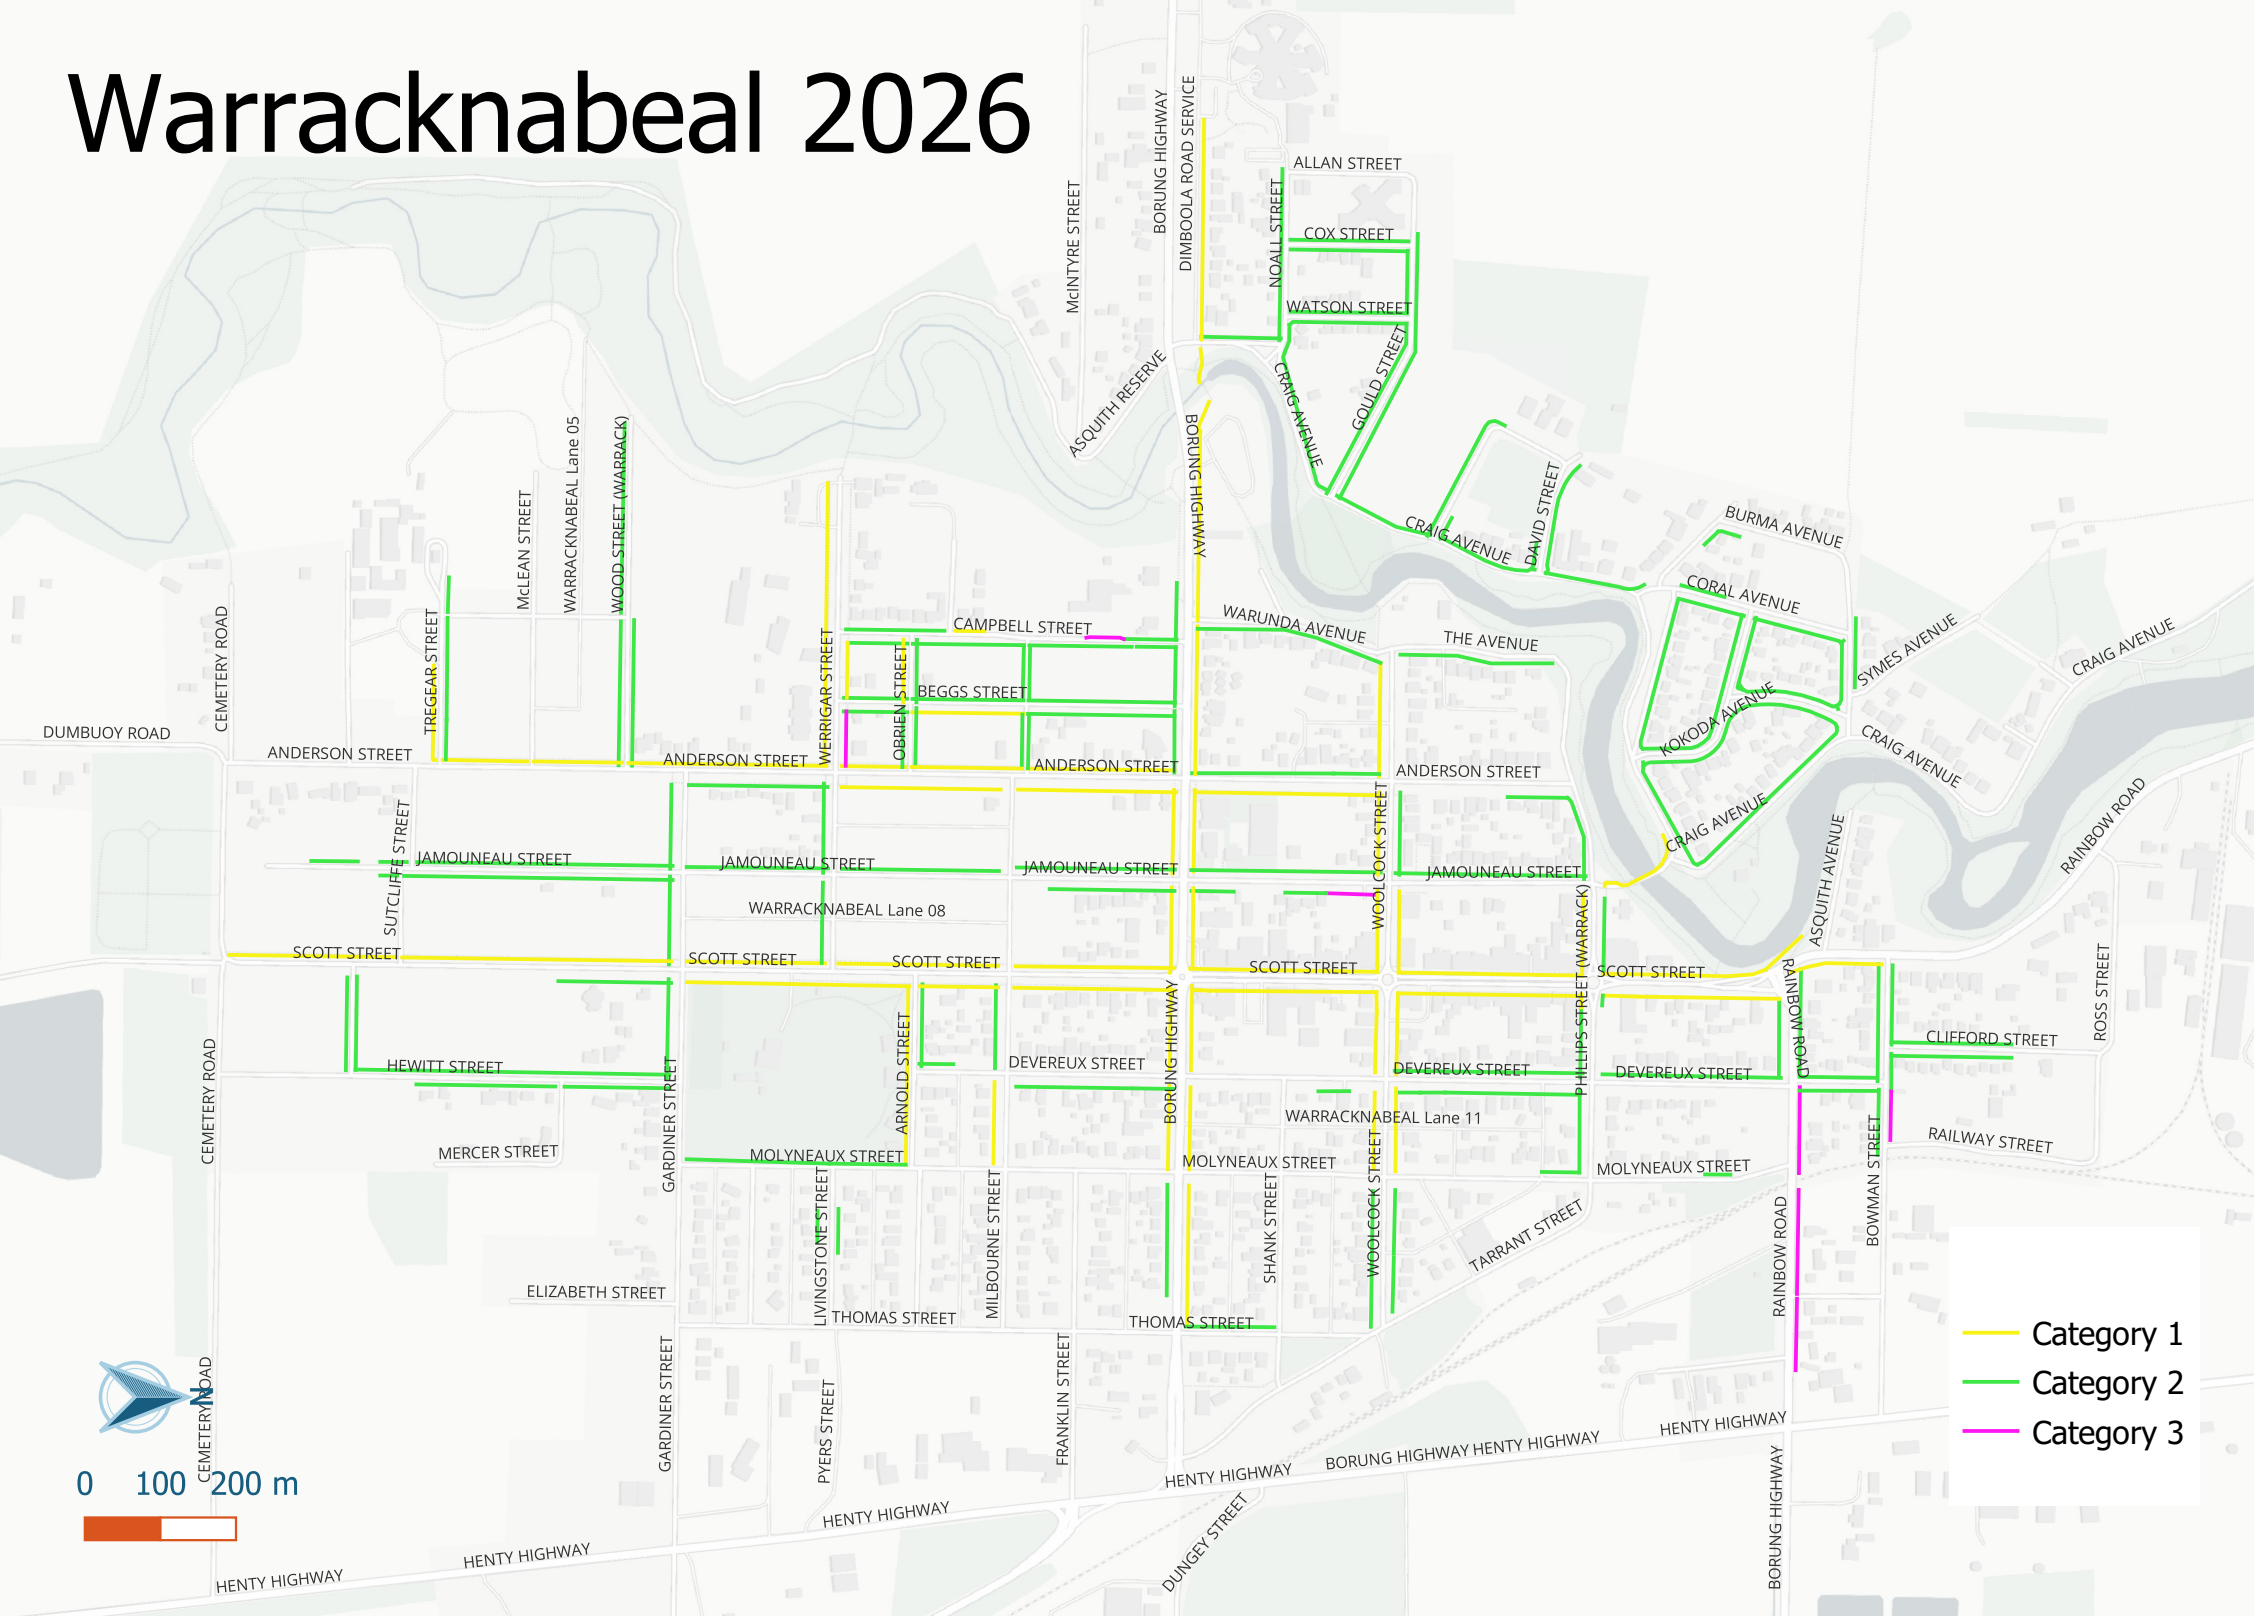 Warracknabeal 2026
BORUNG HIGHWAY
DIMBOOLA ROAD SERVICE
McINTYRE STREET
ALLAN STREET
NOALL STREET
COX STREET
WATSON STREET
GOULD STREET
CRAIG AVENUE
ASQUITH RESERVE
BORUNG HIGHWAY
McLEAN STREET
WARRACKNABEAL Lane 05
WOOD STREET (WARRACK)
CRAIG AVENUE
DAVID STREET
BURMA AVENUE
CORAL AVENUE
CEMETERY ROAD
TREGEAR STREET
WERRIGAR STREET
OBRIEN STREET
CAMPBELL STREET
WARUNDA AVENUE
THE AVENUE
SYMES AVENUE
CRAIG AVENUE
BEGGS STREET
KOKODA AVENUE
DUMBUOY ROAD
ANDERSON STREET
ANDERSON STREET
ANDERSON STREET
ANDERSON STREET
CRAIG AVENUE
SUTCLIFFE STREET
WOOLCOCK STREET
CRAIG AVENUE
ASQUITH AVENUE
RAINBOW ROAD
JAMOUNEAU STREET
JAMOUNEAU STREET
JAMOUNEAU STREET
JAMOUNEAU STREET
WARRACKNABEAL Lane 08
PHILLIPS STREET (WARRACK)
SCOTT STREET
SCOTT STREET
SCOTT STREET
SCOTT STREET
SCOTT STREET
RAINBOW ROAD
ROSS STREET
CEMETERY ROAD
HEWITT STREET
GARDINER STREET
ARNOLD STREET
DEVEREUX STREET
BORUNG HIGHWAY
DEVEREUX STREET
DEVEREUX STREET
CLIFFORD STREET
WARRACKNABEAL Lane 11
MERCER STREET
MOLYNEAUX STREET
MOLYNEAUX STREET
MOLYNEAUX STREET
RAILWAY STREET
LIVINGSTONE STREET
MILBOURNE STREET
SHANK STREET
WOOLCOCK STREET
TARRANT STREET
RAINBOW ROAD
BOWMAN STREET
ELIZABETH STREET
THOMAS STREET
THOMAS STREET
CEMETERY ROAD
GARDINER STREET
PYERS STREET
FRANKLIN STREET
HENTY HIGHWAY
HENTY HIGHWAY
HENTY HIGHWAY
HENTY HIGHWAY
BORUNG HIGHWAY HENTY HIGHWAY
HENTY HIGHWAY
DUNGEY STREET
BORUNG HIGHWAY
N
0 100 200 m
Category 1
Category 2
Category 3